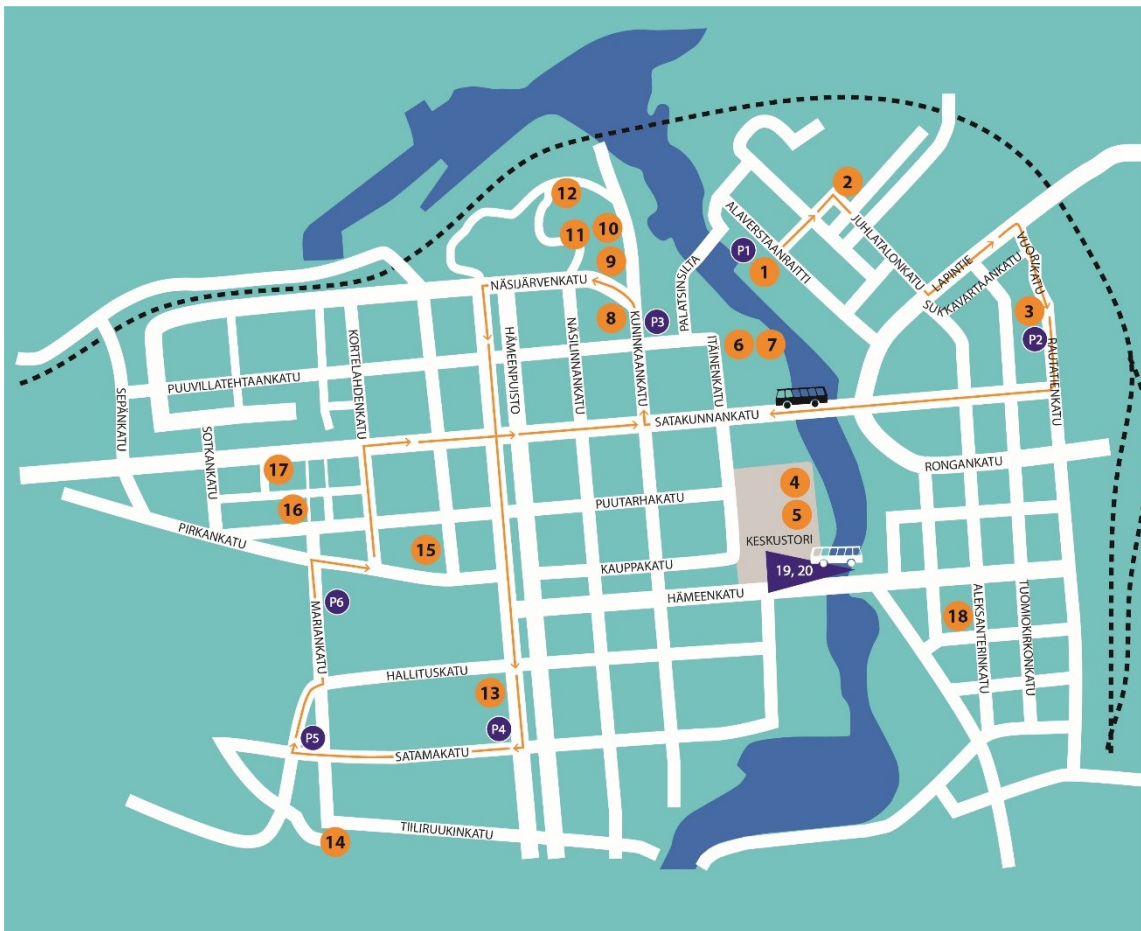 12
2
10
11
9
ALAVERSTAANRAITTI
P1
1
JUHLATALONKATU
LAPINTIE
VUORIKATU
SUKKAVARTAANKATU
PALATSINSILTA
NÄSIJÄRVENKATU
8
KUNINKAANKATU
P3
3
P2
6
7
ITÄINENKATU
RAUTATIENKATU
HÄMEENPUISTO
NÄSILINNANKATU
KORTELAHDENKATU
PUUVILLATEHTAANKATU
SEPÄNKATU
SATAKUNNANKATU
SOTKANKATU
17
RONGANKATU
4
PUUTARHAKATU
16
5
PIRKANKATU
15
KESKUSTORI
KAUPPAKATU
19, 20
HÄMEENKATU
P6
MARIANKATU
18
ALEKSANTERINKATU
TUOMIOKIRKONKATU
HALLITUSKATU
13
P4
P5
SATAMAKATU
TIILIRUUKINKATU
14